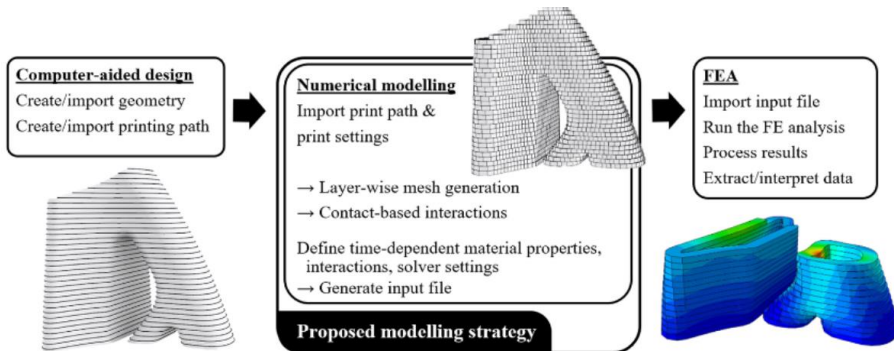 Computer-aided design
Create/import geometry
Create/import printing path
Numerical modelling
Import print path &
print settings
→ Layer-wise mesh generation
→ Contact-based interactions
Define time-dependent material properties,
interactions, solver settings
→ Generate input file
Proposed modelling strategy
FEA
Import input file
Run the FE analysis
Process results
Extract/interpret data